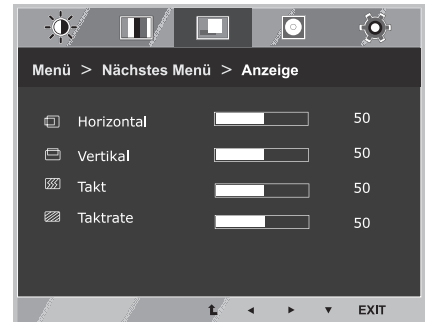 Menü > Nächstes Menü > Anzeige
Horizontal 50
Vertikal 50
Takt 50
Taktrate 50
EXIT